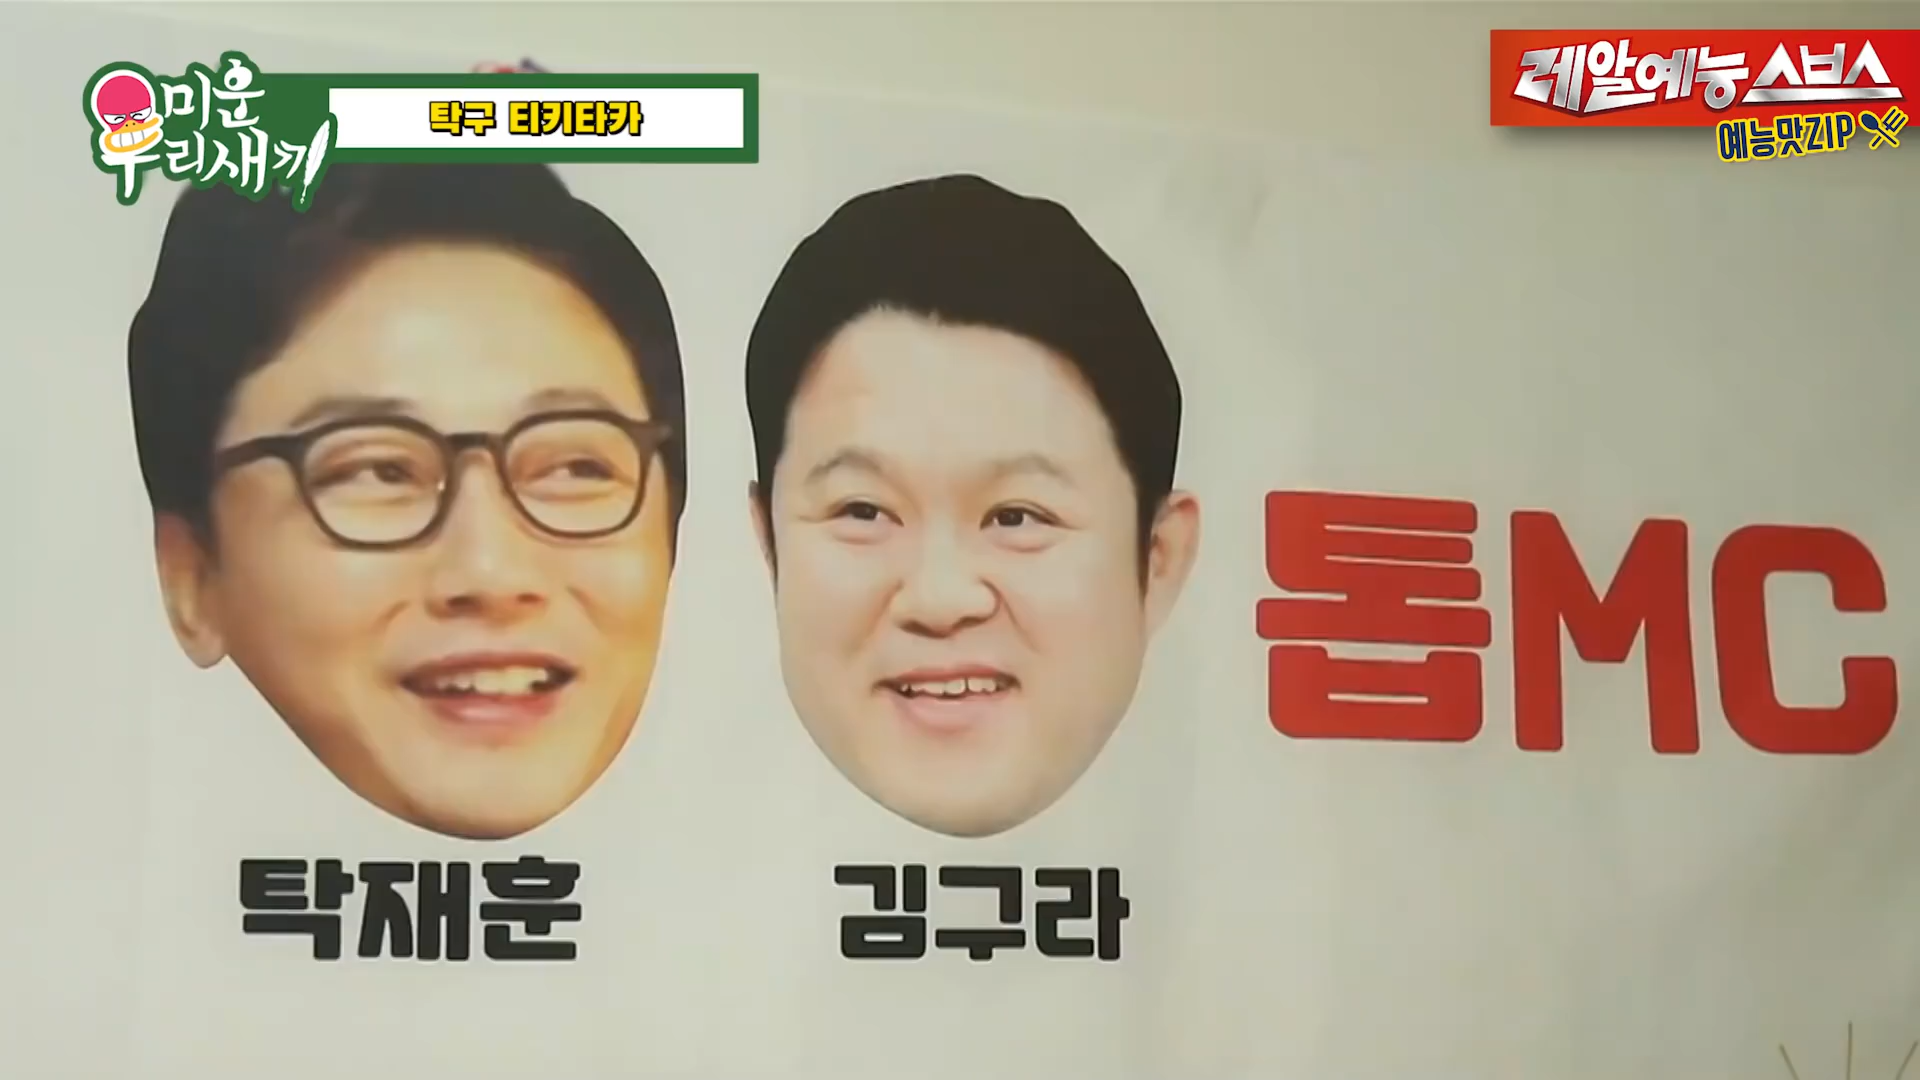 미운
우리새끼
탁구 티키타카
레알예능 스브스
예능맛ZIP
톱MC
탁재훈
김구라